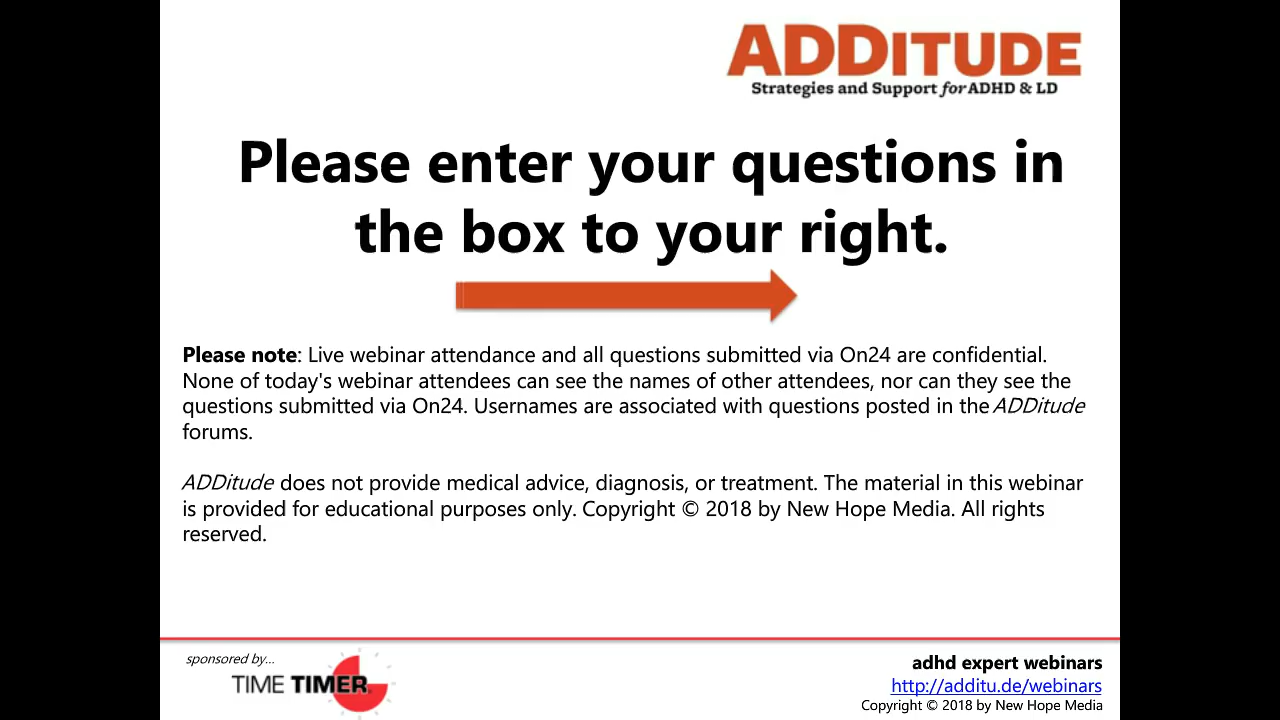 ADDITUDE
Strategies and Support for ADHD & LD
Please enter your questions in
the box to your right.
Please note: Live webinar attendance and all questions submitted via On24 are confidential.
None of today's webinar attendees can see the names of other attendees, nor can they see the
questions submitted via On24. Usernames are associated with questions posted in the ADDitude
forums.
ADDitude does not provide medical advice, diagnosis, or treatment. The material in this webinar
is provided for educational purposes only. Copyright © 2018 by New Hope Media. All rights
reserved.
sponsored by...
TIME TIMER
adhd expert webinars
http://additu.de/webinars
Copyright © 2018 by New Hope Media